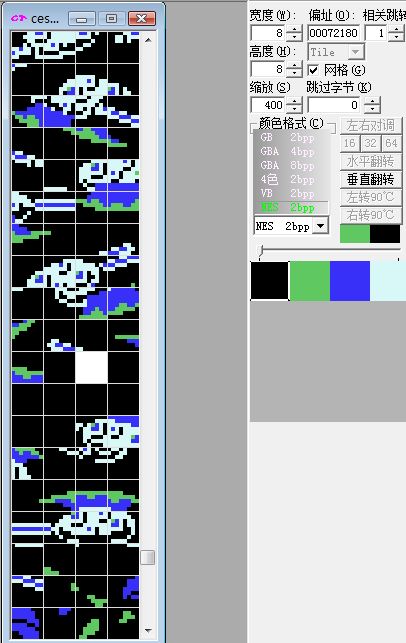 CT ces...
宽度(W): 偏址(O): 相关跳转
8 00072180 1
高度(H): Tile
8 网格(G)
缩放(S) 跳过字节(K)
400 0
颜色格式(C) 左右对调
GB 2bpp
GBA 4bpp
GBA 8bpp
4色 2bpp
VB 2bpp
NES 2bpp
NES 2bpp
16 32 64
水平翻转
垂直翻转
左转90℃
右转90℃